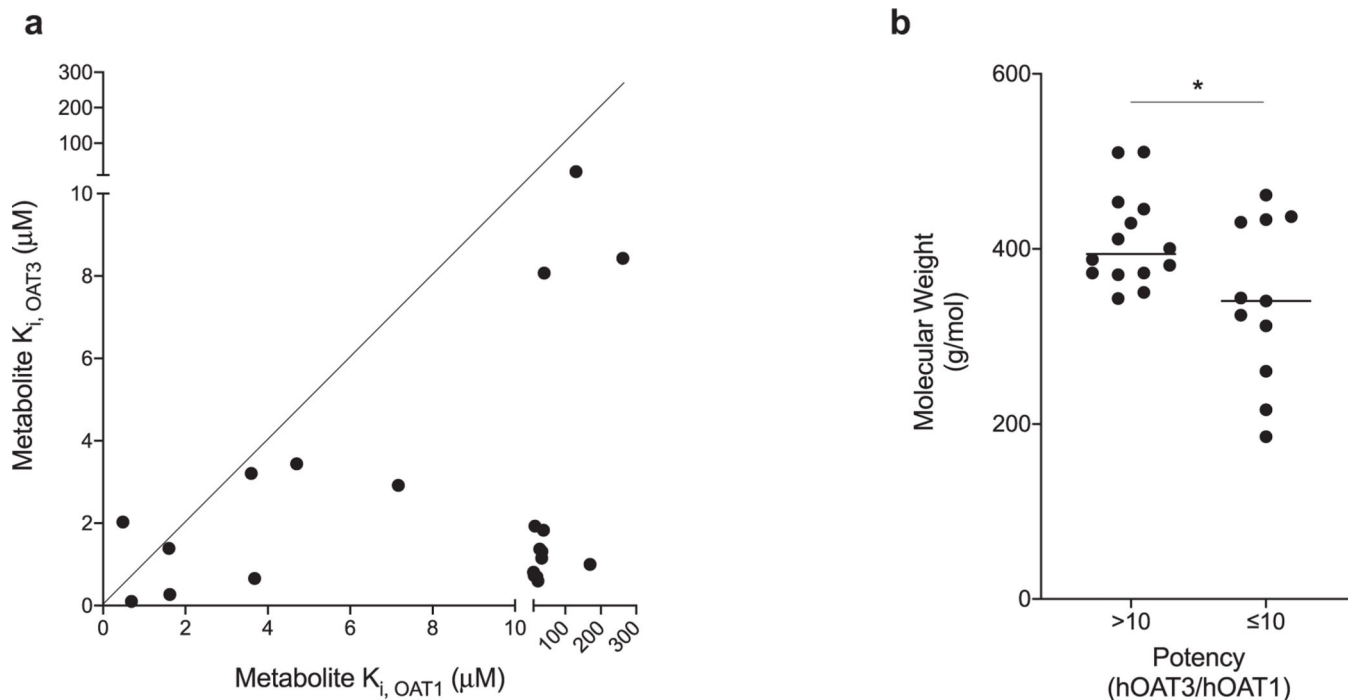 a
300
200
100
10
8
6
4
2
0
Metabolite Ki, OAT3 (μM)
0 2 4 6 8 10 100 200 300
Metabolite Ki, OAT1 (μM)
b
600
400
200
0
Molecular Weight
(g/mol)
*
>10 ≤10
Potency
(hOAT3/hOAT1)